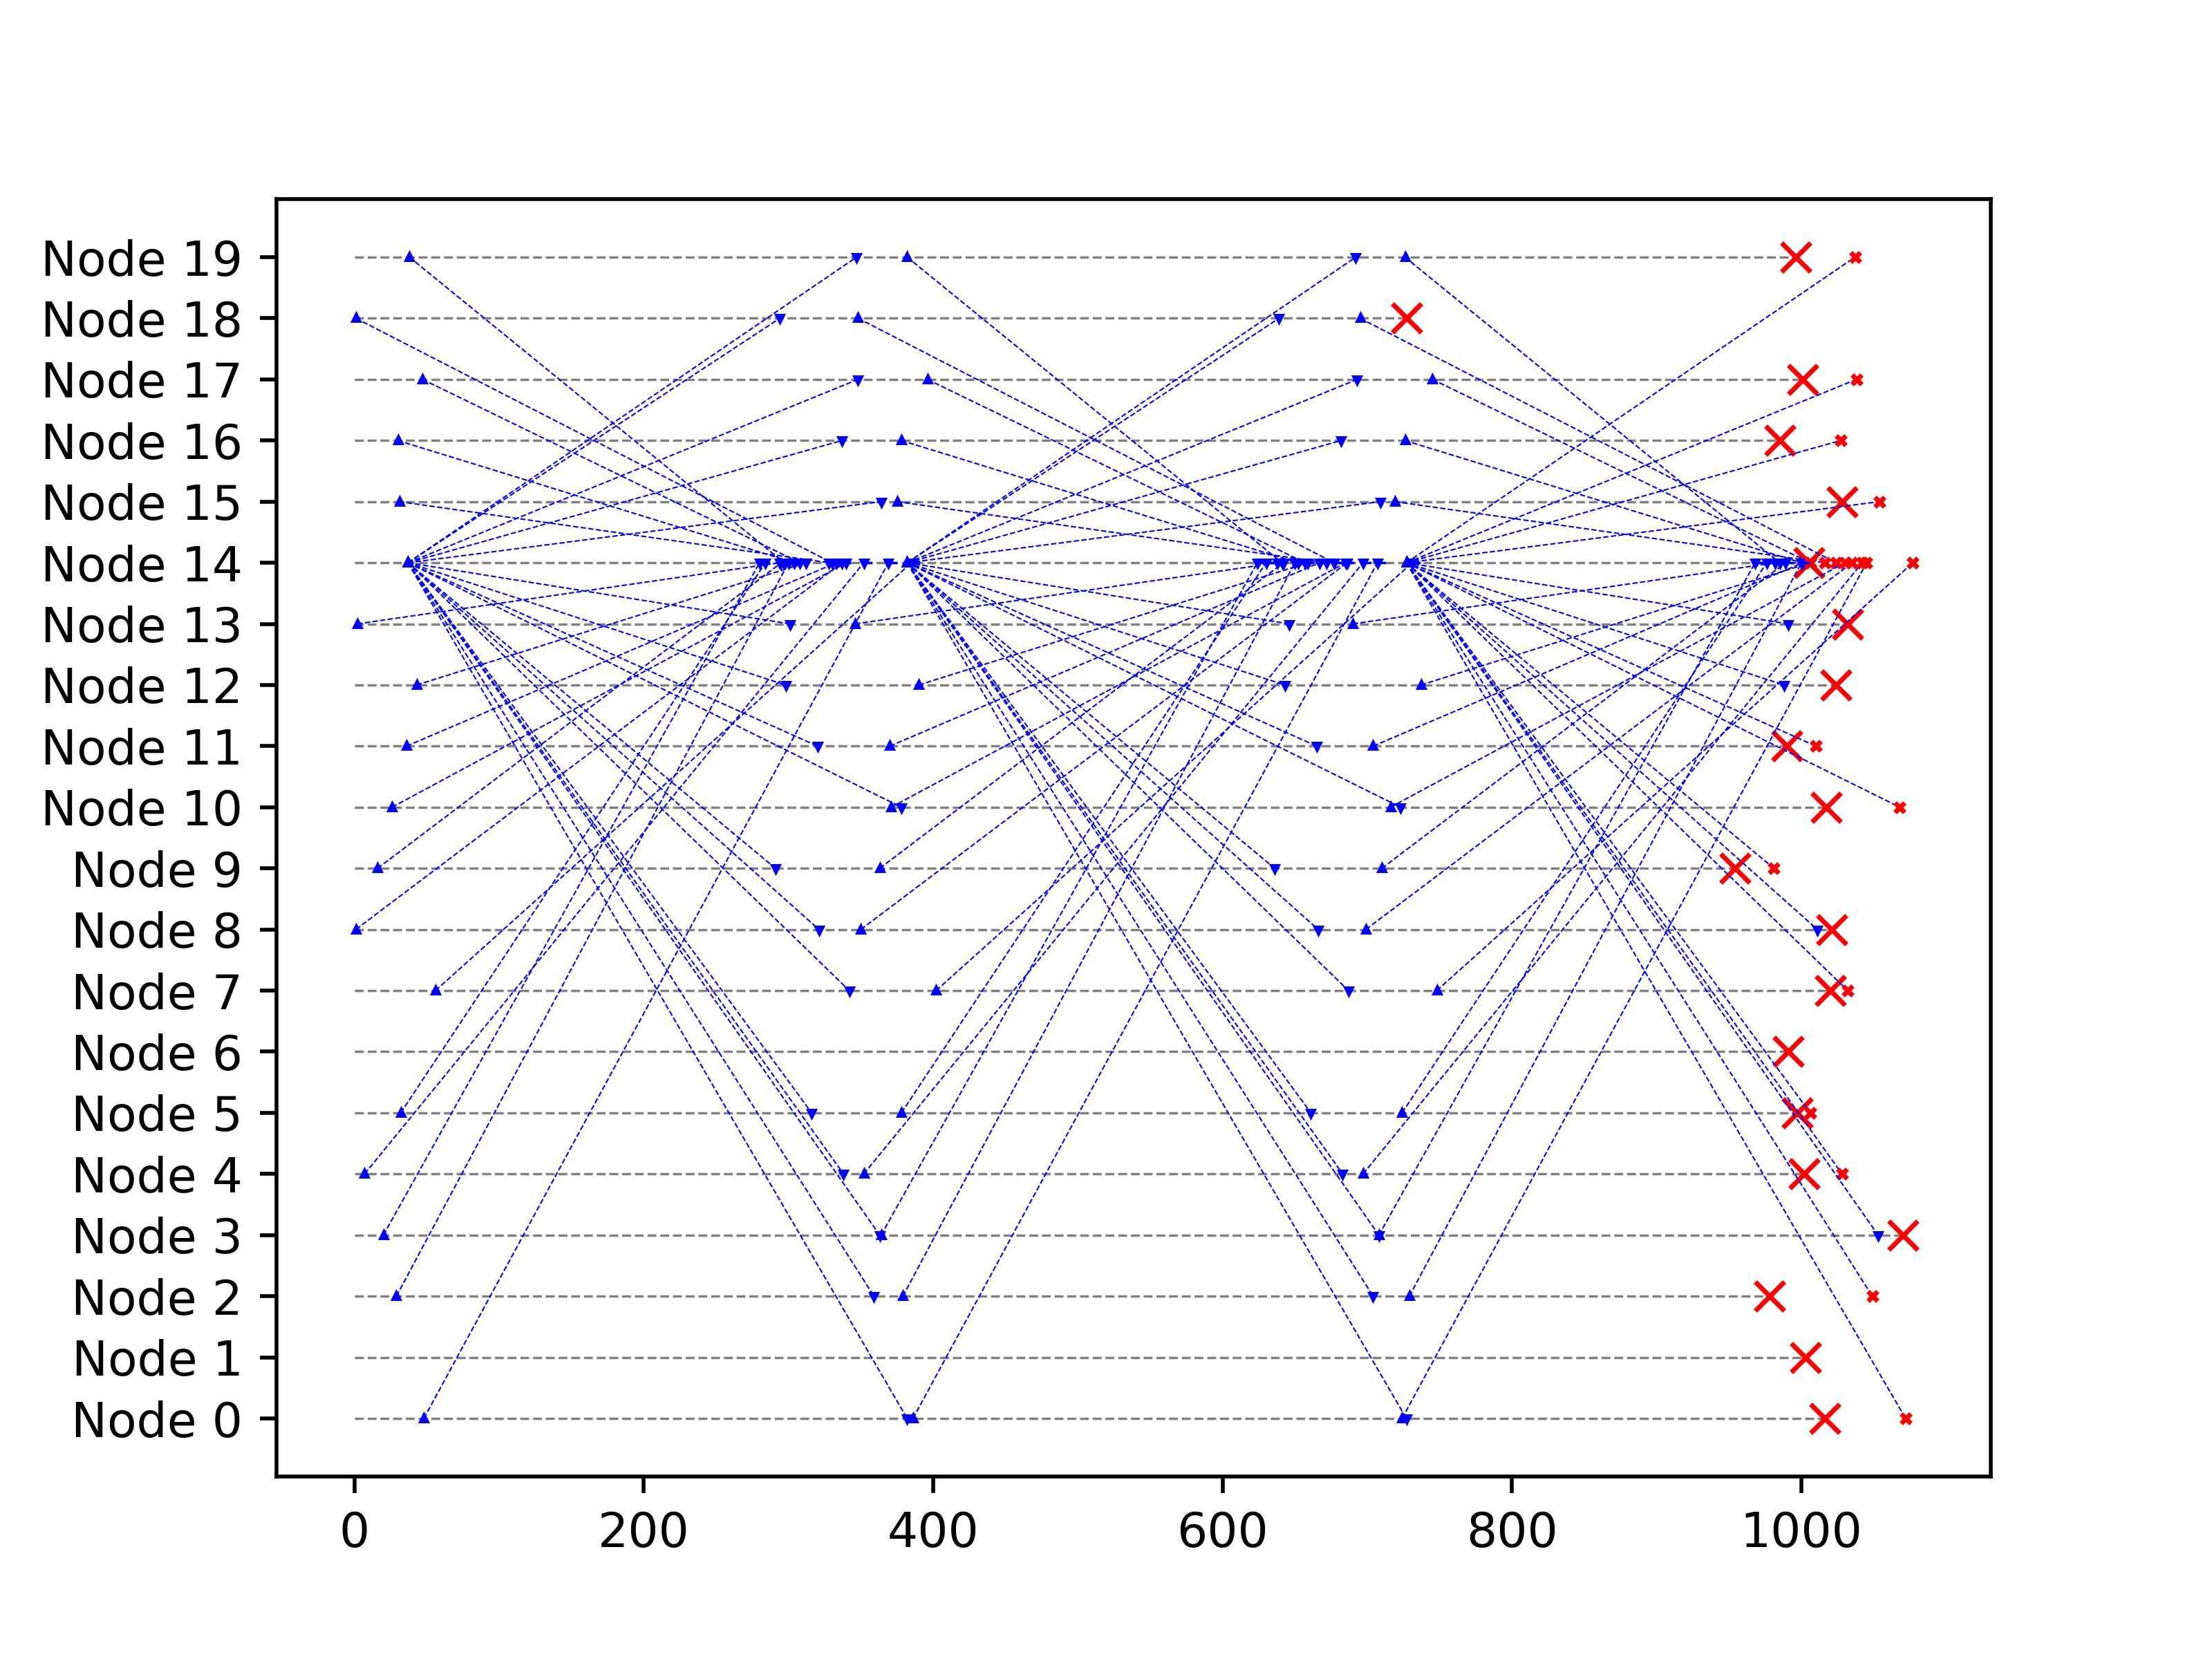 Node 19
Node 18
Node 17
Node 16
Node 15
Node 14
Node 13
Node 12
Node 11
Node 10
Node 9
Node 8
Node 7
Node 6
Node 5
Node 4
Node 3
Node 2
Node 1
Node 0
0 200 400 600 800 1000